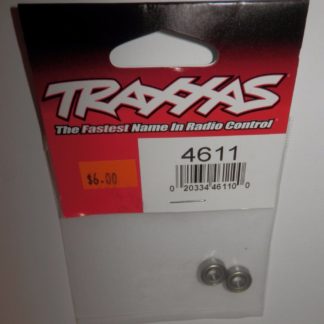 TRAXXAS
The Fastest Name In Radio Control
$6.00
4611
0 20334 46110 0